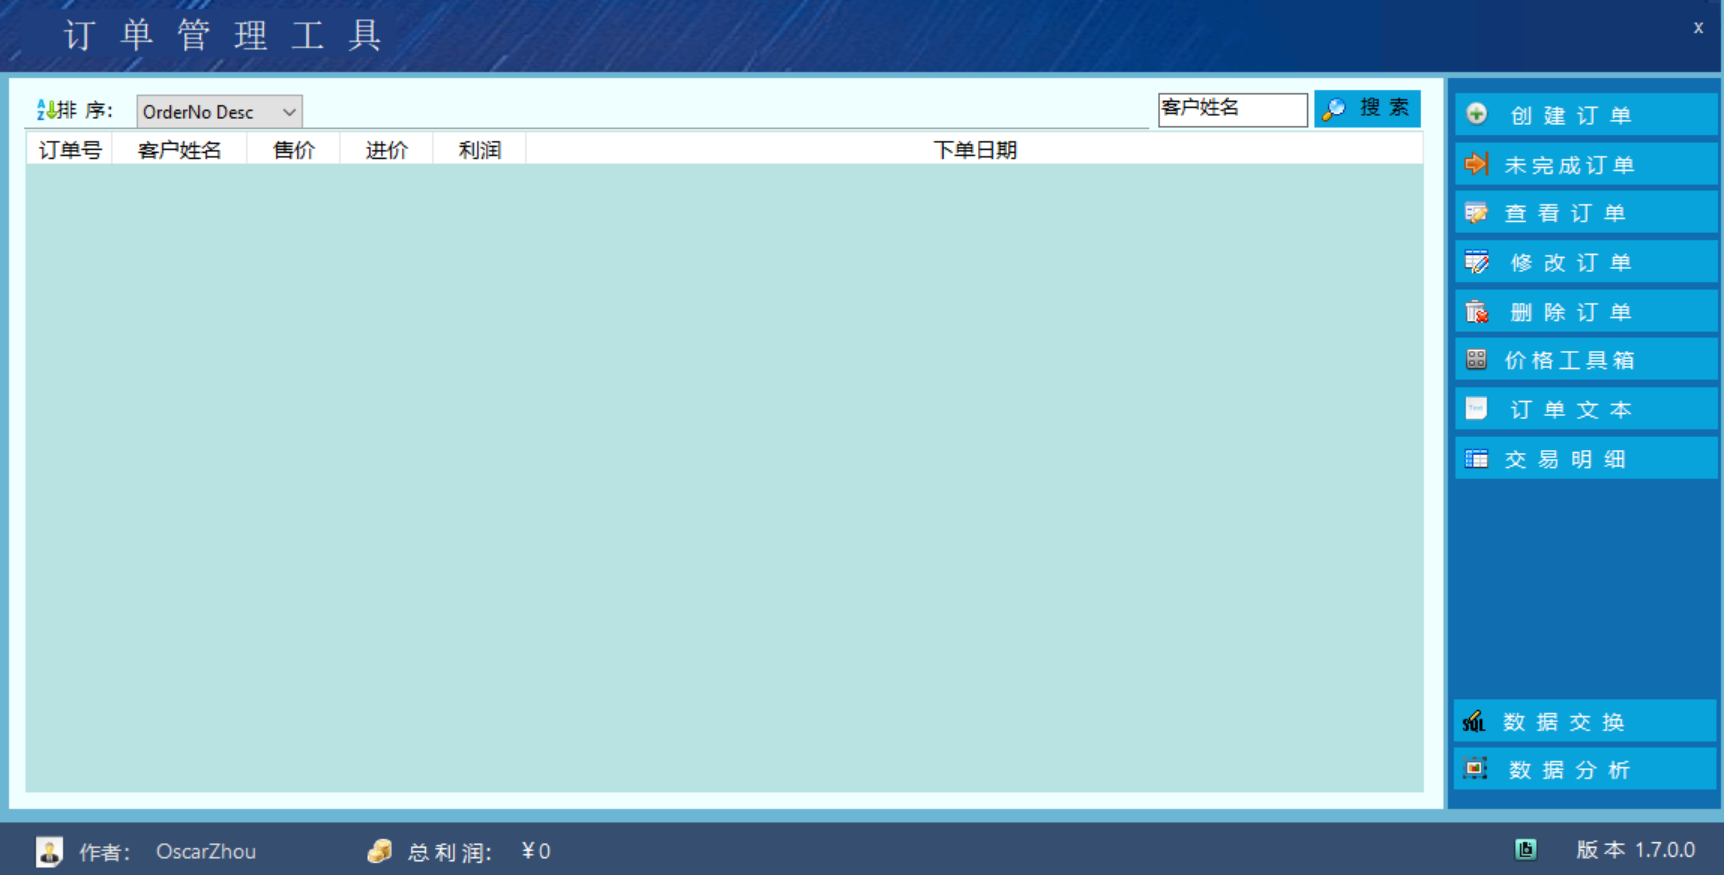 订单管理工具
x
排 序：
OrderNo Desc
客户姓名
搜 索
订单号 客户姓名 售价 进价 利润 下单日期
创 建 订 单
未完成订单
查 看 订 单
修 改 订 单
删 除 订 单
价格工具箱
订 单 文 本
交 易 明 细
数 据 交 换
数 据 分 析
作者： OscarZhou
总 利 润： ¥0
版 本 1.7.0.0